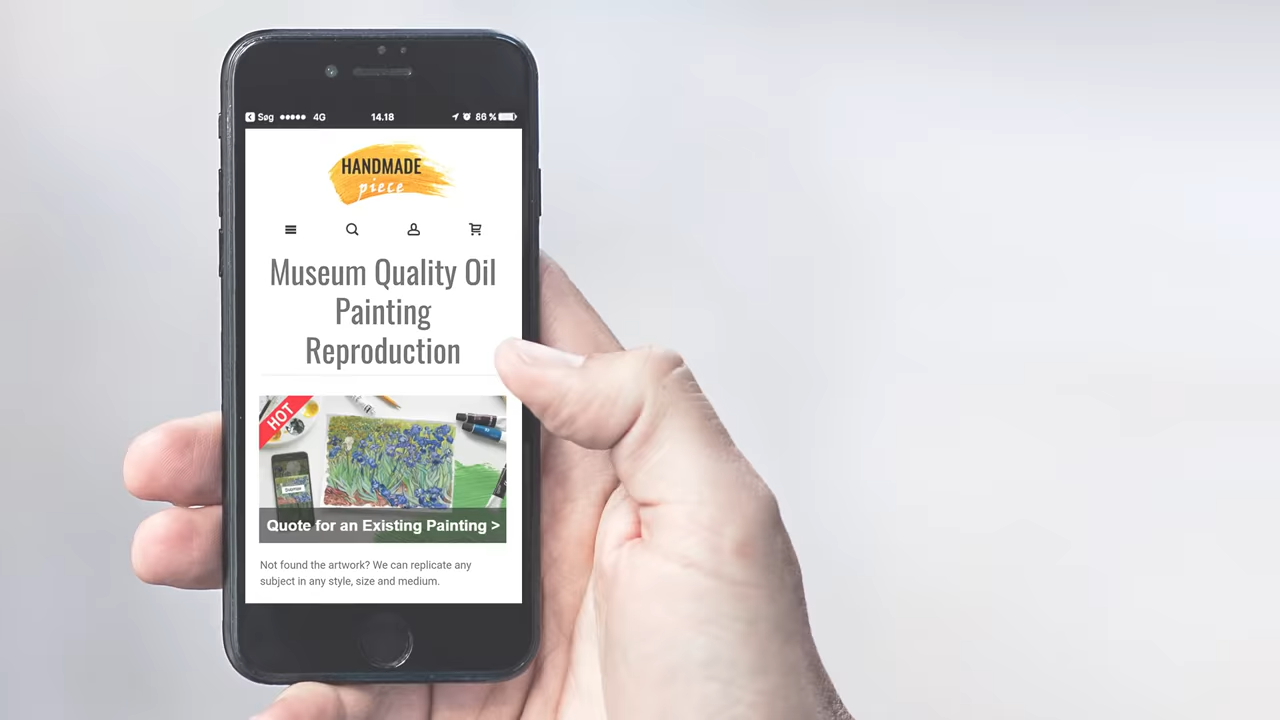 Søg 4G 14.18 86 %
HANDMADE
piece
Museum Quality Oil
Painting
Reproduction
HOT
Quote for an Existing Painting >
Not found the artwork? We can replicate any
subject in any style, size and medium.